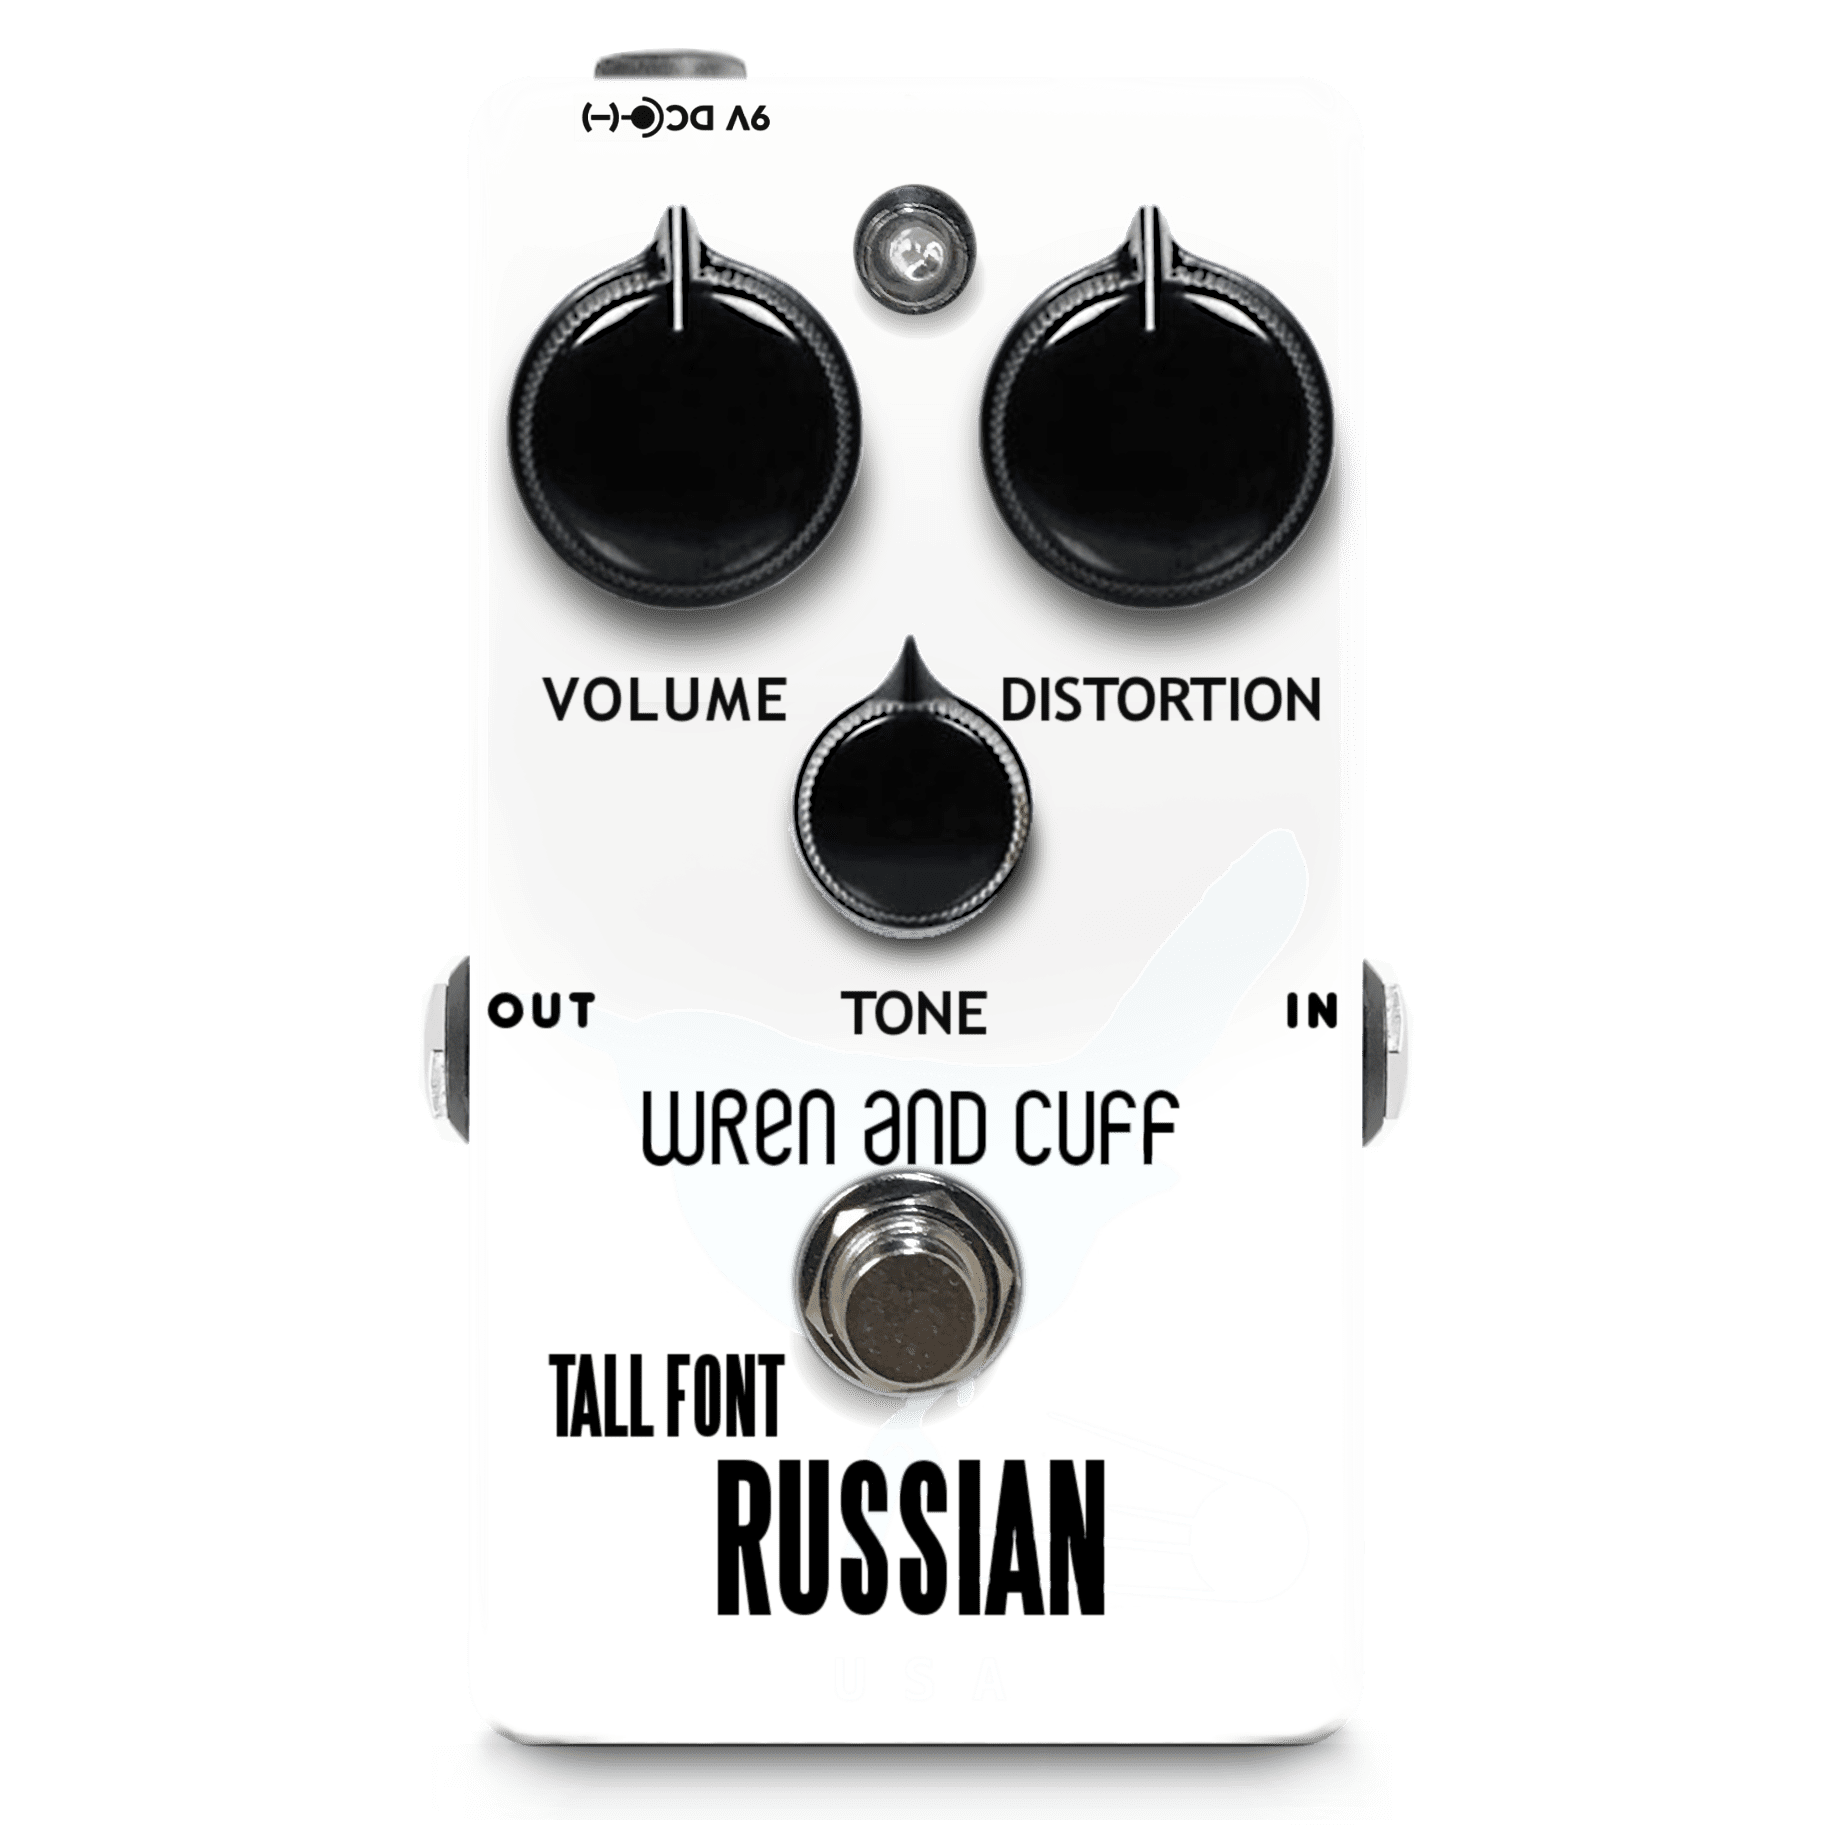 9V DC (-)
VOLUME
DISTORTION
OUT
TONE
IN
WREN AND CUFF
TALL FONT
RUSSIAN
USA